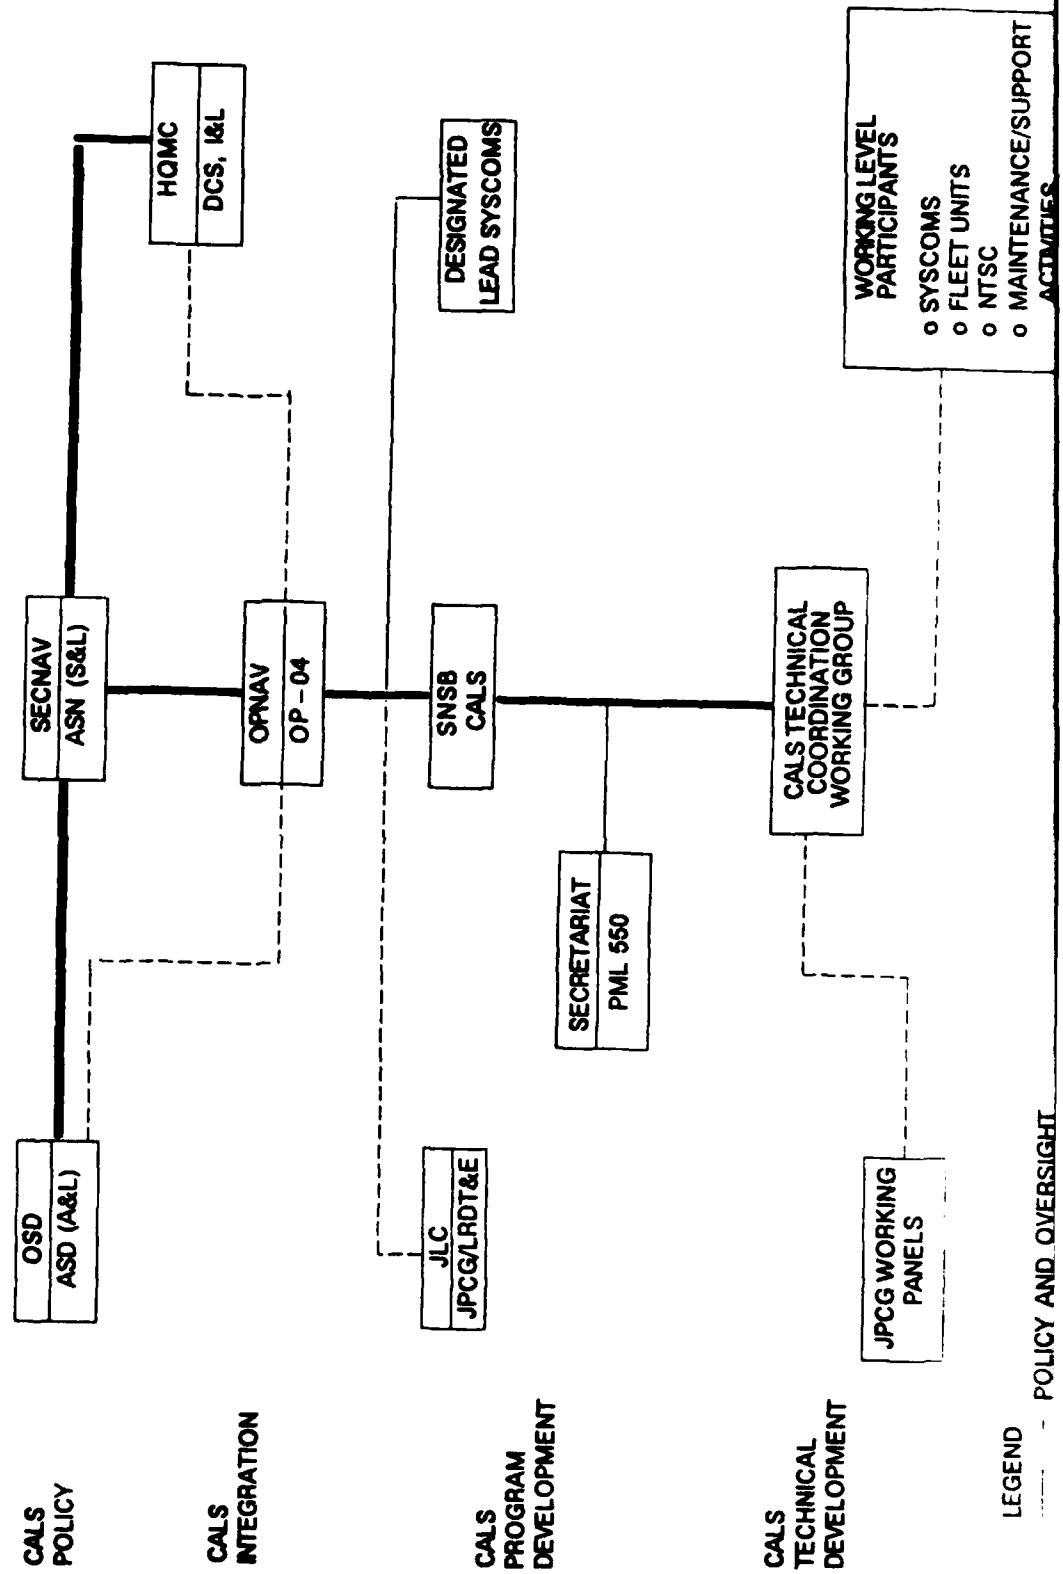 CALS
POLICY
OSD
ASD (A&L)
SECNAV
ASN (S&L)
HQMC
DCS, I&L
CALS
INTEGRATION
OPNAV
OP-04
CALS
PROGRAM
DEVELOPMENT
JLC
JPCG/LRDT&E
SNSB
CALS
DESIGNATED
LEAD SYSCOMS
SECRETARIAT
PML 550
CALS
TECHNICAL
DEVELOPMENT
CALS TECHNICAL
COORDINATION
WORKING GROUP
JPCG WORKING
PANELS
WORKING LEVEL
PARTICIPANTS
o SYSCOMS
o FLEET UNITS
o NTSC
o MAINTENANCE/SUPPORT
ACTIVITIES
LEGEND
- POLICY AND OVERSIGHT